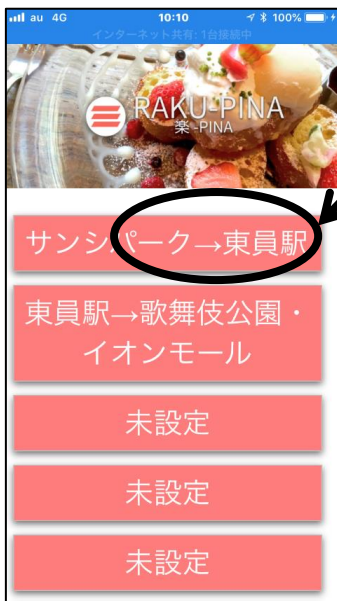 au 4G 10:10 100%
インターネット共有: 1台接続中
RAKU-PINA
楽-PINA
サンシパーク→東員駅
東員駅→歌舞伎公園・
イオンモール
未設定
未設定
未設定